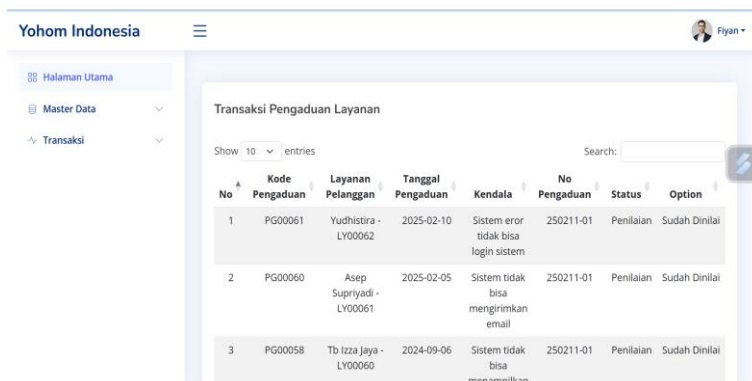 Yohom Indonesia
Fiyan
Halaman Utama
Master Data
Transaksi
Transaksi Pengaduan Layanan
Show 10 entries
Search:
No Kode Pengaduan Layanan Pelanggan Tanggal Pengaduan Kendala No Pengaduan Status Option
1 PG00061 Yudhistira - LY00062 2025-02-10 Sistem eror tidak bisa login sistem 250211-01 Penilaian Sudah Dinilai
2 PG00060 Asep Supriyadi - LY00061 2025-02-05 Sistem tidak bisa mengirimkan email 250211-01 Penilaian Sudah Dinilai
3 PG00058 Tb Izza Jaya - LY00060 2024-09-06 Sistem tidak bisa menampilkan 250211-01 Penilaian Sudah Dinilai